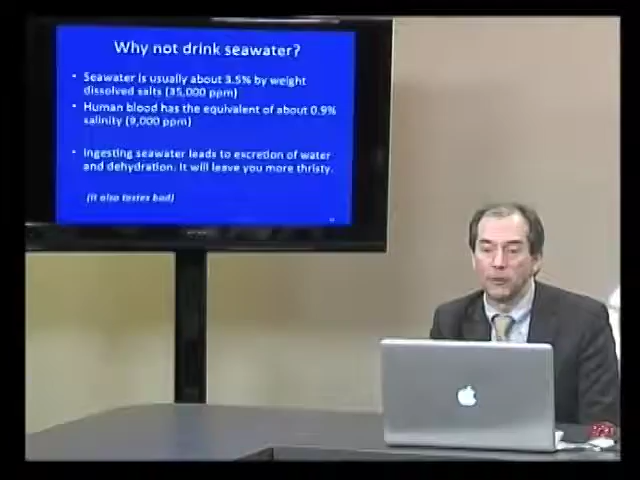 Why not drink seawater?
• Seawater is usually about 3.5% by weight
dissolved salts (35,000 ppm)
• Human blood has the equivalent of about 0.9%
salinity (9,000 ppm)
• Ingesting seawater leads to excretion of water
and dehydration. It will leave you more thristy.
(It also tastes bad)